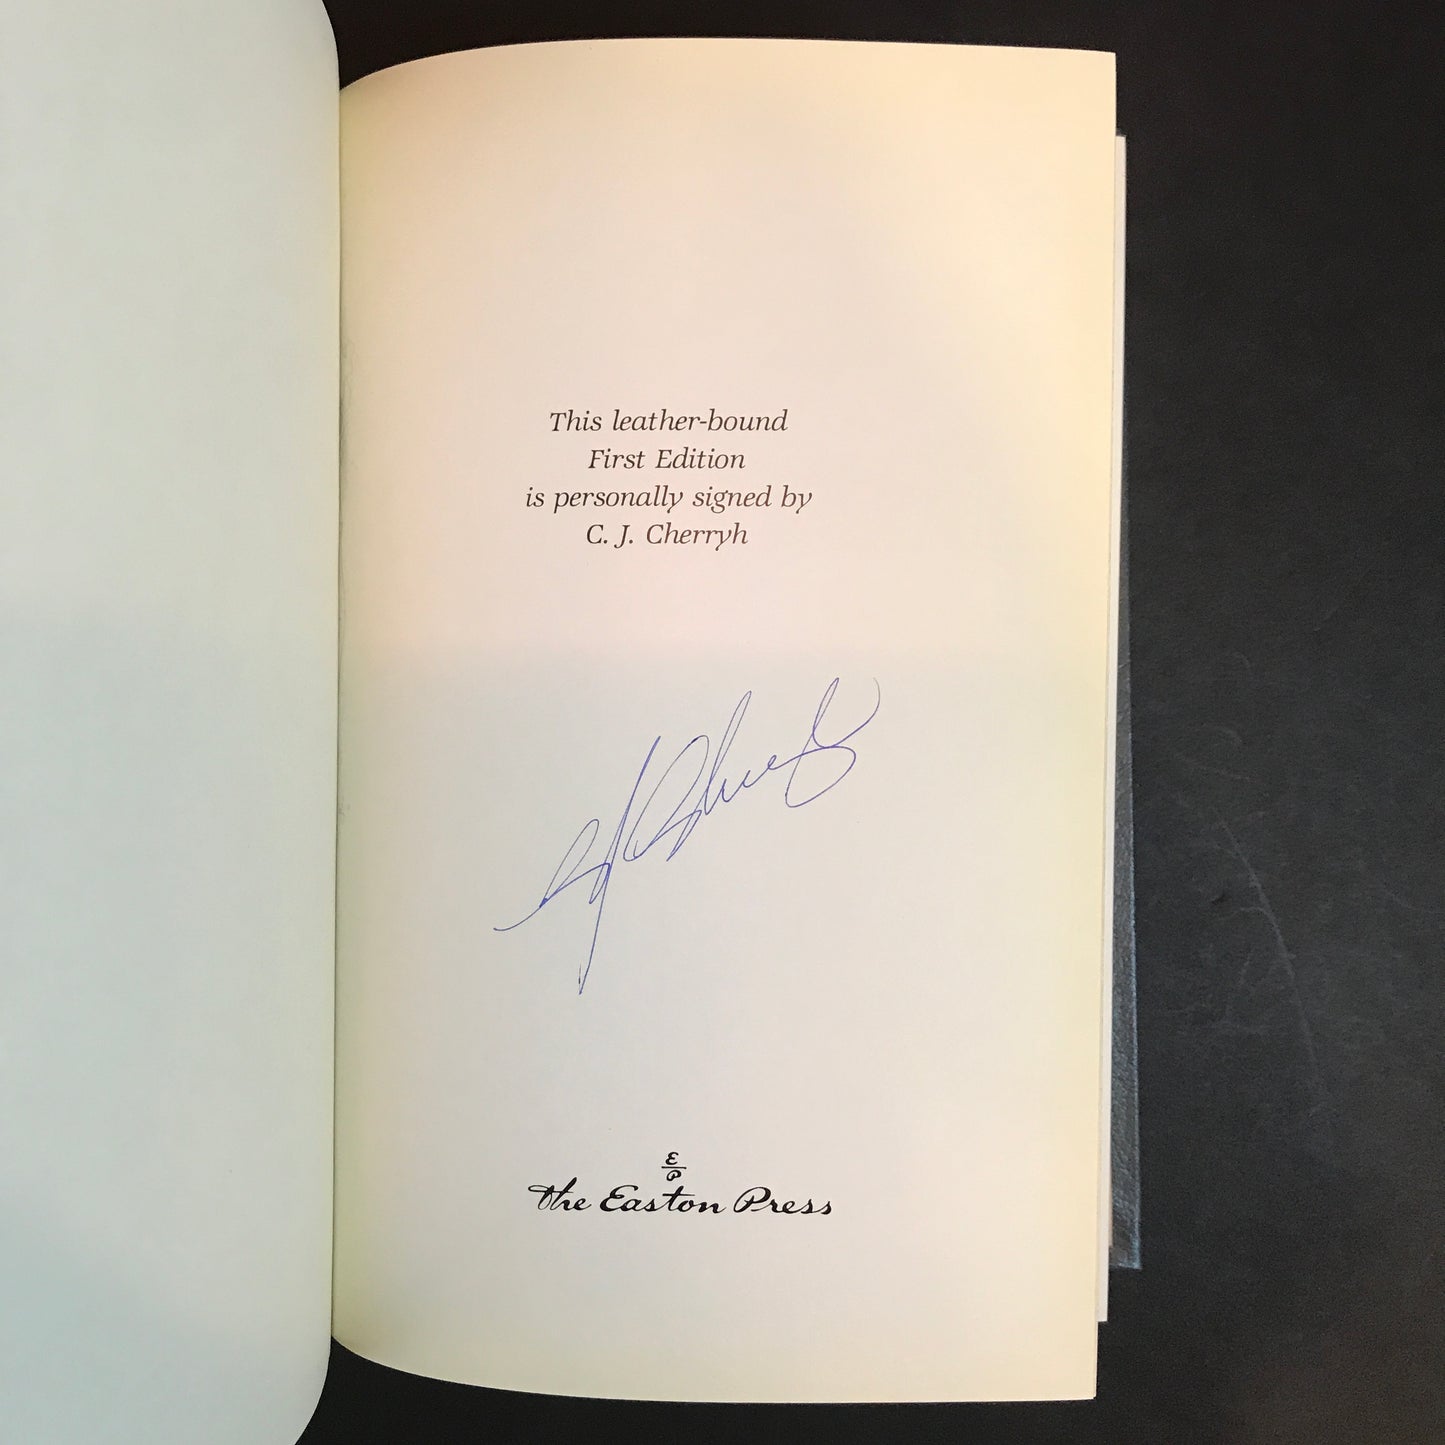 This leather-bound
First Edition
is personally signed by
C. J. Cherryh
The Easton Press